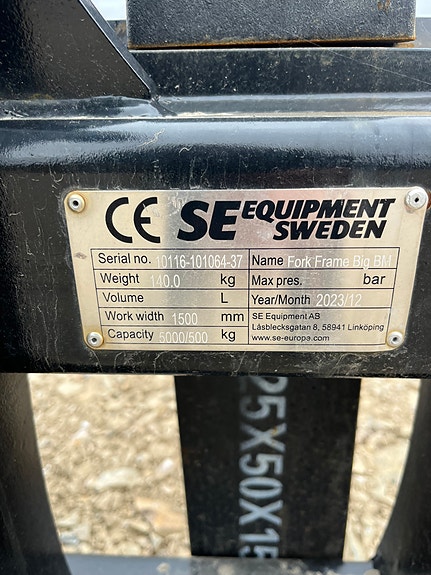 CE SE EQUIPMENT SWEDEN
Serial no. 10116-101064-37 Name Fork Frame Big BM
Weight 140.0 kg Max pres. bar
Volume L Year/Month 2023/12
Work width 1500 mm SE Equipment AB
Låsblecksgatan 8, 58941 Linköping
Capacity 5000/500 kg www.se-europa.com
25X50X15